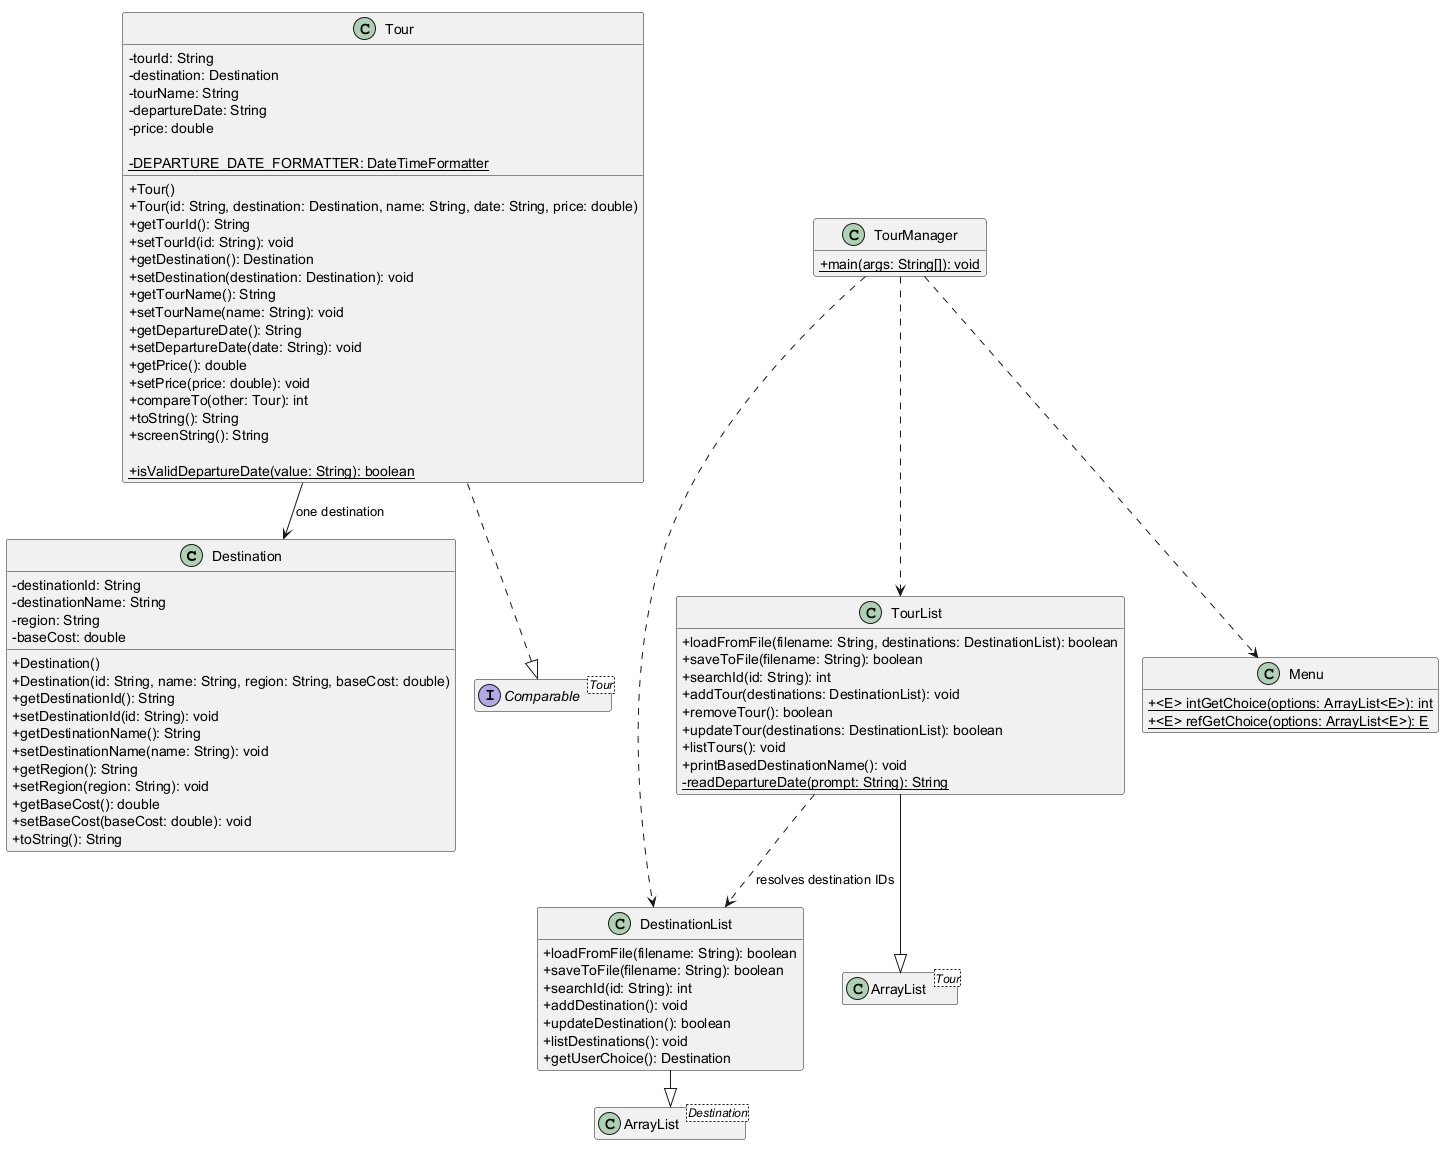 C Tour
-tourId: String
-destination: Destination
-tourName: String
-departureDate: String
-price: double
-DEPARTURE_DATE_FORMATTER: DateTimeFormatter
+Tour()
+Tour(id: String, destination: Destination, name: String, date: String, price: double)
+getTourId(): String
+setTourId(id: String): void
+getDestination(): Destination
+setDestination(destination: Destination): void
+getTourName(): String
+setTourName(name: String): void
+getDepartureDate(): String
+setDepartureDate(date: String): void
+getPrice(): double
+setPrice(price: double): void
+compareTo(other: Tour): int
+toString(): String
+screenString(): String
+isValidDepartureDate(value: String): boolean
C TourManager
+main(args: String[]): void
one destination
C Destination
-destinationId: String
-destinationName: String
-region: String
-baseCost: double
+Destination()
+Destination(id: String, name: String, region: String, baseCost: double)
+getDestinationId(): String
+setDestinationId(id: String): void
+getDestinationName(): String
+setDestinationName(name: String): void
+getRegion(): String
+setRegion(region: String): void
+getBaseCost(): double
+setBaseCost(baseCost: double): void
+toString(): String
I Comparable Tour
C TourList
+loadFromFile(filename: String, destinations: DestinationList): boolean
+saveToFile(filename: String): boolean
+searchId(id: String): int
+addTour(destinations: DestinationList): void
+removeTour(): boolean
+updateTour(destinations: DestinationList): boolean
+listTours(): void
+printBasedDestinationName(): void
-readDepartureDate(prompt: String): String
C Menu
+<E> intGetChoice(options: ArrayList<E>): int
+<E> refGetChoice(options: ArrayList<E>): E
resolves destination IDs
C DestinationList
+loadFromFile(filename: String): boolean
+saveToFile(filename: String): boolean
+searchId(id: String): int
+addDestination(): void
+updateDestination(): boolean
+listDestinations(): void
+getUserChoice(): Destination
C ArrayList Tour
C ArrayList Destination